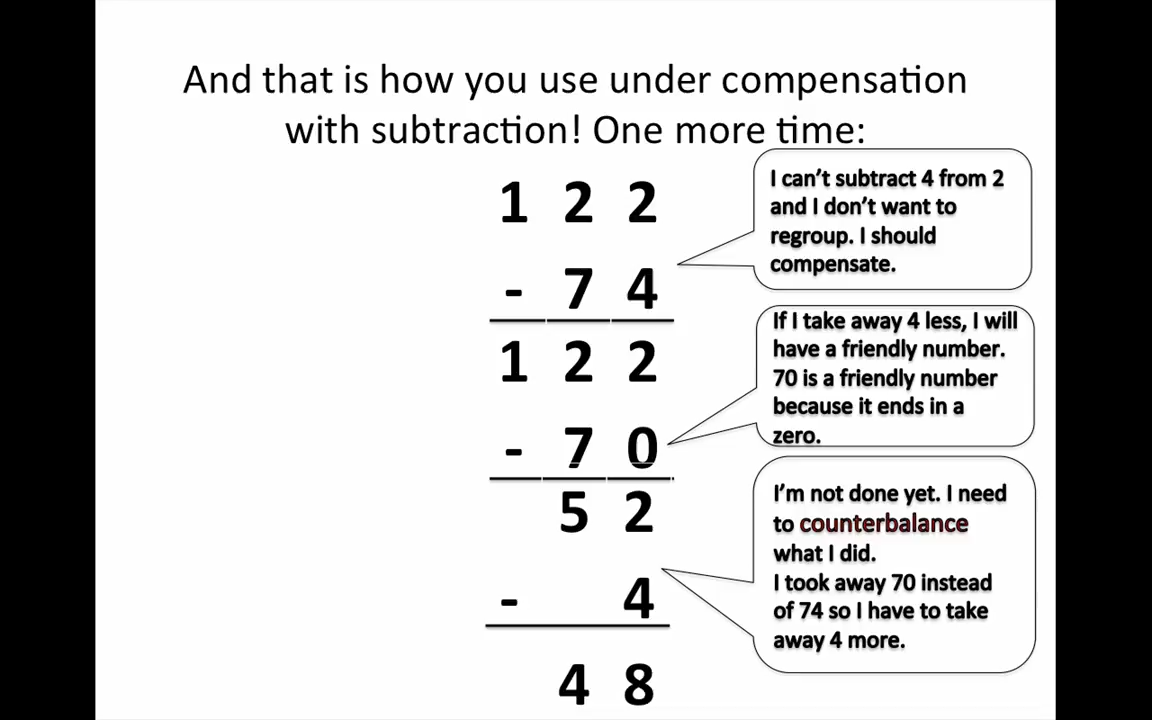 And that is how you use under compensation
with subtraction! One more time:
1 2 2
I can't subtract 4 from 2
and I don't want to
regroup. I should
compensate.
- 7 4
1 2 2
If I take away 4 less, I will
have a friendly number.
70 is a friendly number
because it ends in a
zero.
- 7 0
5 2
I'm not done yet. I need
to counterbalance
what I did.
I took away 70 instead
of 74 so I have to take
away 4 more.
- 4
4 8